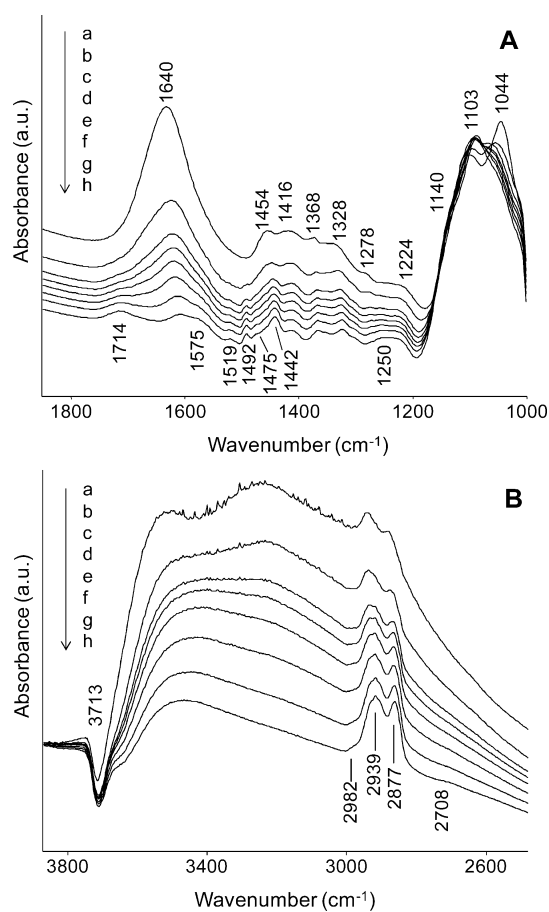 A
a
b
c
d
e
f
g
h
1640
1454
1416
1368
1328
1278
1224
1140
1103
1044
1714
1575
1519
1492
1475
1442
1250
Absorbance (a.u.)
1800 1600 1400 1200 1000
Wavenumber (cm-1)
B
a
b
c
d
e
f
g
h
3713
2982
2939
2877
2708
Absorbance (a.u.)
3800 3400 3000 2600
Wavenumber (cm-1)